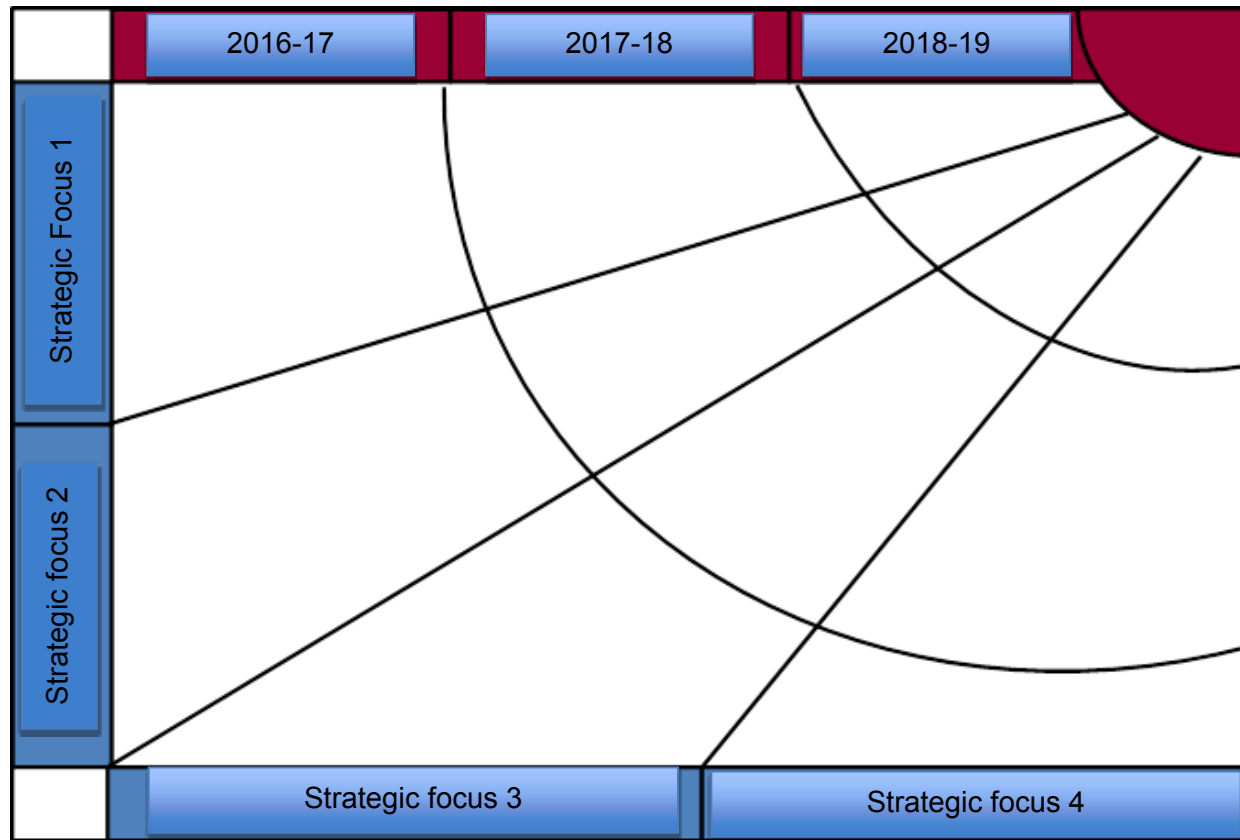 2016-17
2017-18
2018-19
Strategic Focus 1
Strategic focus 2
Strategic focus 3
Strategic focus 4